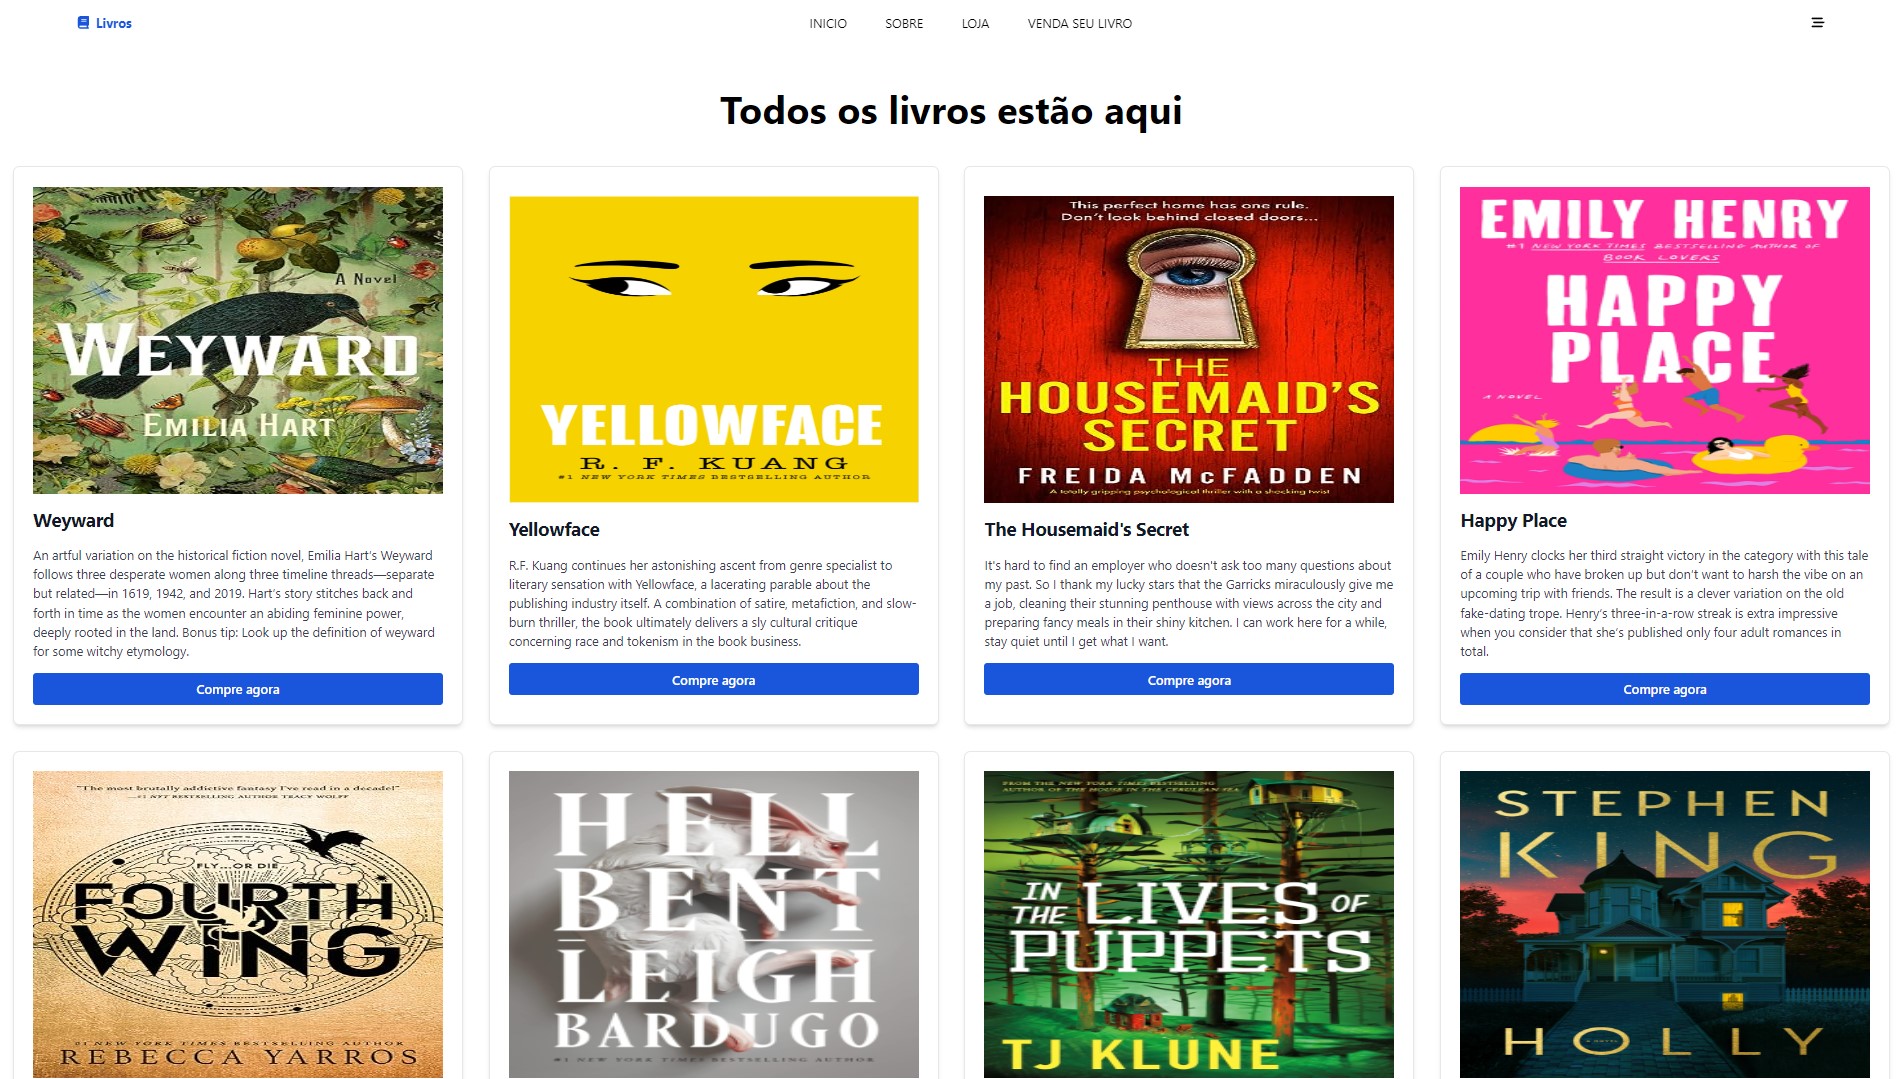 Livros
INICIO SOBRE LOJA VENDA SEU LIVRO
Todos os livros estão aqui
A Novel
WEYWARD
EMILIA HART
Weyward
An artful variation on the historical fiction novel, Emilia Hart's Weyward
follows three desperate women along three timeline threads—separate
but related—in 1619, 1942, and 2019. Hart's story stitches back and
forth in time as the women encounter an abiding feminine power,
deeply rooted in the land. Bonus tip: Look up the definition of weyward
for some witchy etymology.
Compre agora
YELLOWFACE
R. F. KUANG
#1 NEW YORK TIMES BESTSELLING AUTHOR
Yellowface
R.F. Kuang continues her astonishing ascent from genre specialist to
literary sensation with Yellowface, a lacerating parable about the
publishing industry itself. A combination of satire, metafiction, and slow-
burn thriller, the book ultimately delivers a sly cultural critique
concerning race and tokenism in the book business.
Compre agora
This perfect home has one rule.
Don't look behind closed doors...
THE
HOUSEMAID'S
SECRET
FREIDA McFADDEN
A totally gripping psychological thriller with a shocking twist
The Housemaid's Secret
It's hard to find an employer who doesn't ask too many questions about
my past. So I thank my lucky stars that the Garricks miraculously give me
a job, cleaning their stunning penthouse with views across the city and
preparing fancy meals in their shiny kitchen. I can work here for a while,
stay quiet until I get what I want.
Compre agora
EMILY HENRY
#1 NEW YORK TIMES BESTSELLING AUTHOR OF
BOOK LOVERS
HAPPY
PLACE
A NOVEL
Happy Place
Emily Henry clocks her third straight victory in the category with this tale
of a couple who have broken up but don't want to harsh the vibe on an
upcoming trip with friends. The result is a clever variation on the old
fake-dating trope. Henry's three-in-a-row streak is extra impressive
when you consider that she's published only four adult romances in
total.
Compre agora
"The most brutally addictive fantasy I've read in a decade!"
—#1 NYT BESTSELLING AUTHOR TRACY WOLFF
FLY...OR DIE
FOURTH
WING
#1 NEW YORK TIMES BESTSELLING AUTHOR
REBECCA YARROS
HELL
BENT
LEIGH
BARDUGO
#1 NEW YORK TIMES BESTSELLING AUTHOR
FROM THE NEW YORK TIMES BESTSELLING
AUTHOR OF THE HOUSE IN THE CERULEAN SEA
IN
THE LIVES OF
PUPPETS
TJ KLUNE
STEPHEN
KING
HOLLY